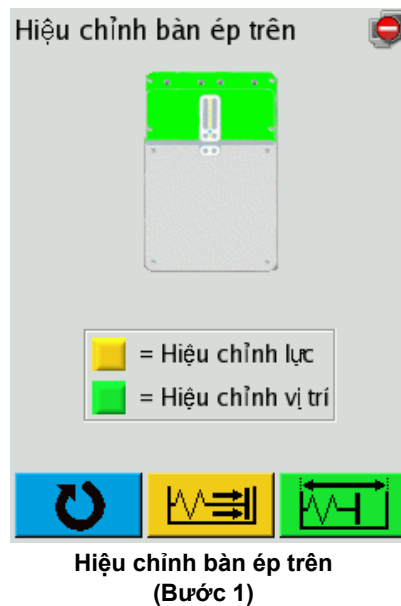 Hiệu chỉnh bàn ép trên
= Hiệu chỉnh lực
= Hiệu chỉnh vị trí
Hiệu chỉnh bàn ép trên
(Bước 1)